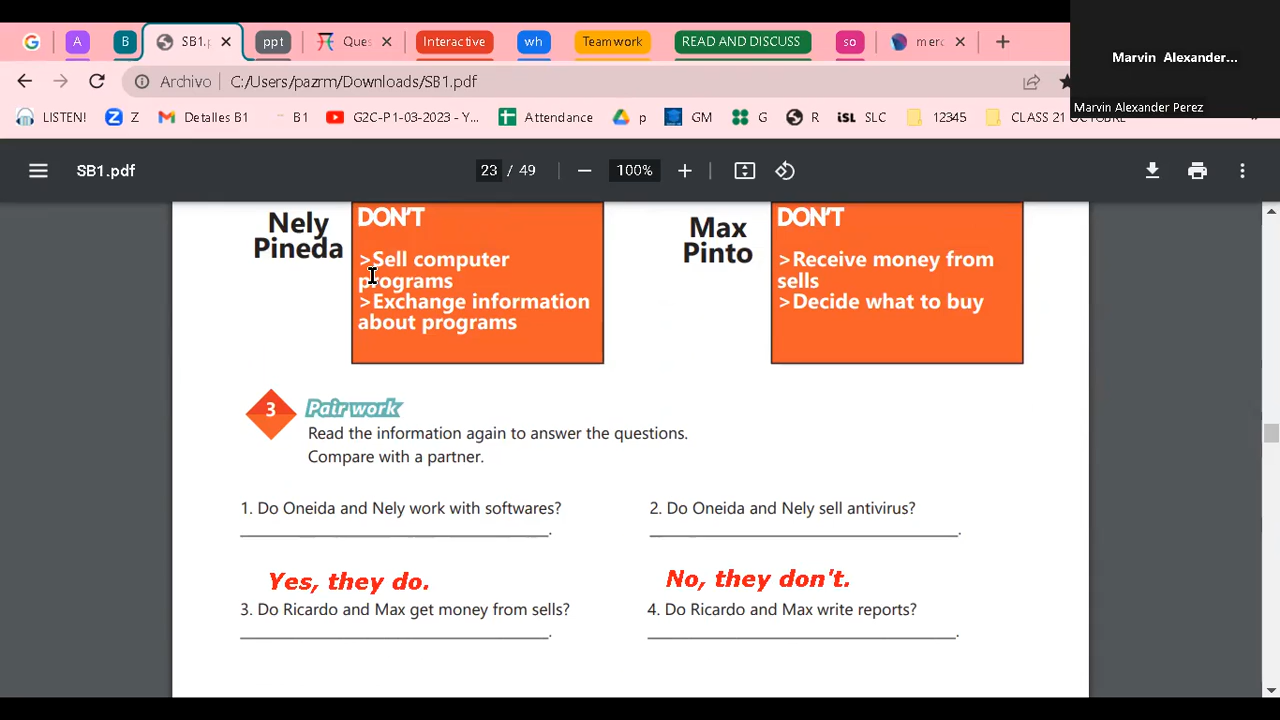 SB1.p
ppt
Ques
Interactive
wh
Teamwork
READ AND DISCUSS
so
merc
Marvin Alexander...
Marvin Alexander Perez
Archivo
C:/Users/pazrm/Downloads/SB1.pdf
LISTEN!
Z
Detalles B1
B1
G2C-P1-03-2023 - Y...
Attendance
p
GM
G
R
iSL SLC
12345
CLASS 21 OCTUBRE
SB1.pdf
23 / 49
100%
Nely
Pineda
DON'T
>Sell computer
programs
>Exchange information
about programs
Max
Pinto
DON'T
>Receive money from
sells
>Decide what to buy
3
Pair work
Read the information again to answer the questions.
Compare with a partner.
1. Do Oneida and Nely work with softwares?
2. Do Oneida and Nely sell antivirus?
Yes, they do.
No, they don't.
3. Do Ricardo and Max get money from sells?
4. Do Ricardo and Max write reports?